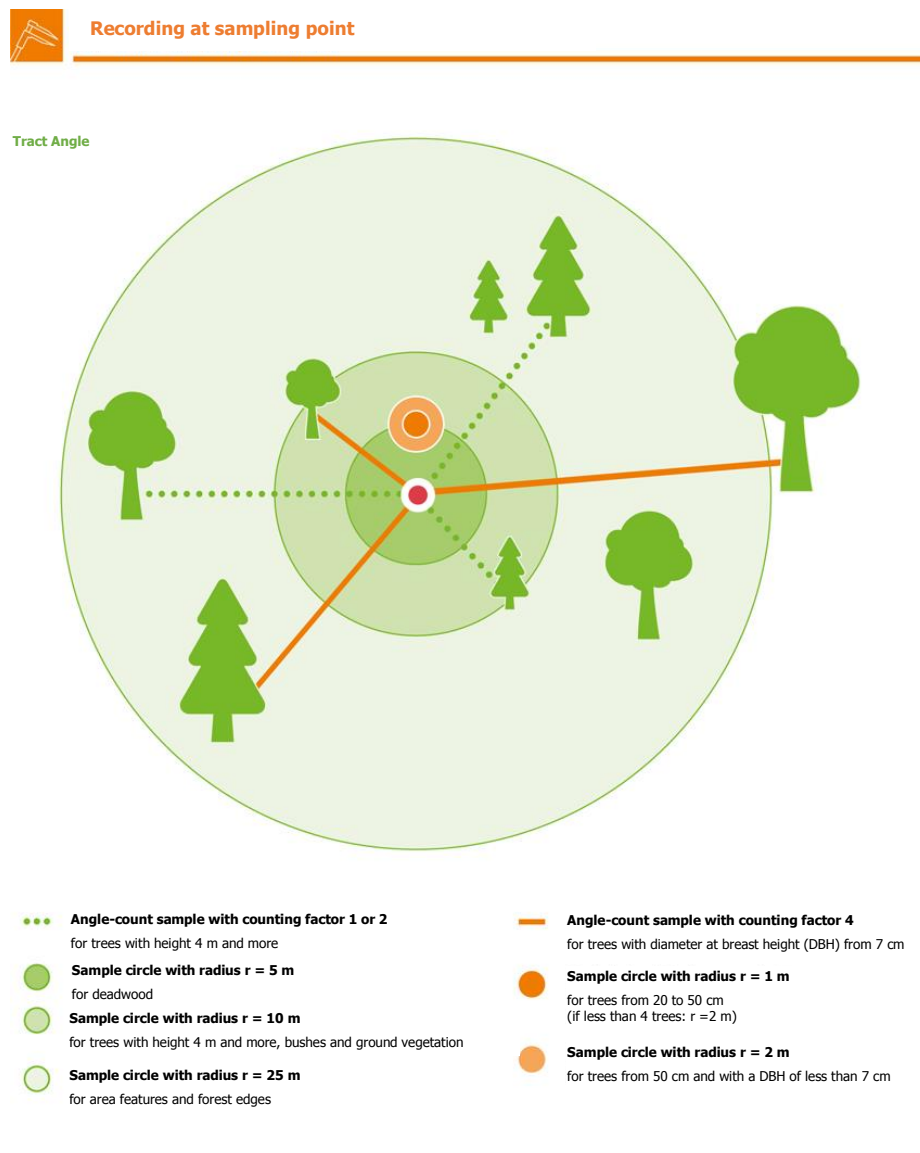 Recording at sampling point
Tract Angle
Angle-count sample with counting factor 1 or 2
for trees with height 4 m and more
Sample circle with radius r = 5 m
for deadwood
Sample circle with radius r = 10 m
for trees with height 4 m and more, bushes and ground vegetation
Sample circle with radius r = 25 m
for area features and forest edges
Angle-count sample with counting factor 4
for trees with diameter at breast height (DBH) from 7 cm
Sample circle with radius r = 1 m
for trees from 20 to 50 cm
(if less than 4 trees: r =2 m)
Sample circle with radius r = 2 m
for trees from 50 cm and with a DBH of less than 7 cm